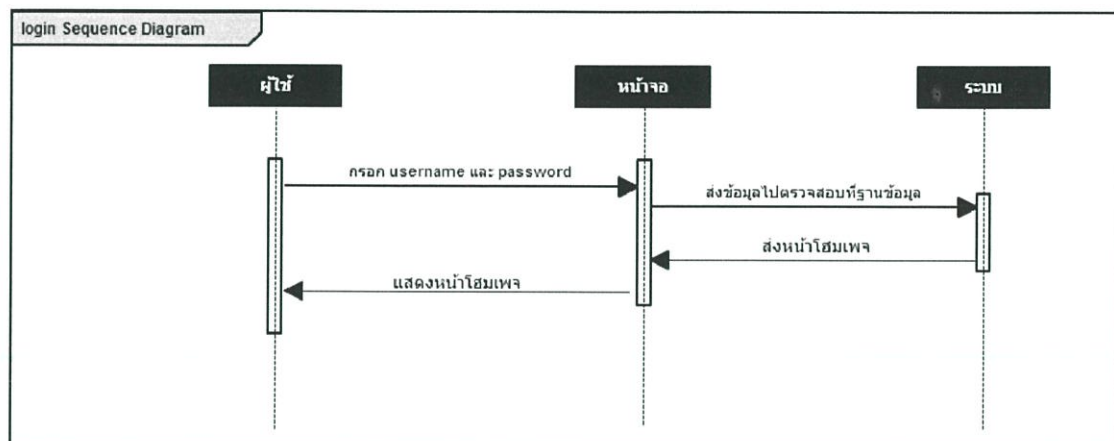 login Sequence Diagram
ผู้ใช้
หน้าจอ
ระบบ
กรอก username และ password
ส่งข้อมูลไปตรวจสอบที่ฐานข้อมูล
ส่งหน้าโฮมเพจ
แสดงหน้าโฮมเพจ